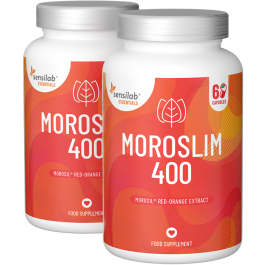 sensilab®
ESSENTIALS
MOROSLIM
400
MOROSIL® RED-ORANGE EXTRACT
FOOD SUPPLEMENT
sensilab®
ESSENTIALS
60
CAPSULES
MOROSLIM
400
MOROSIL® RED-ORANGE EXTRACT
FOOD SUPPLEMENT